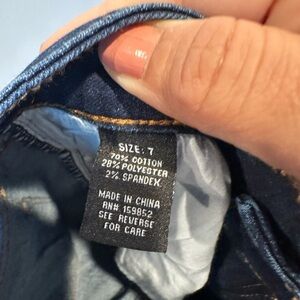 SIZE: 7
70% COTTON
28% POLYESTER
2% SPANDEX
MADE IN CHINA
RN# 159852
SEE REVERSE
FOR CARE